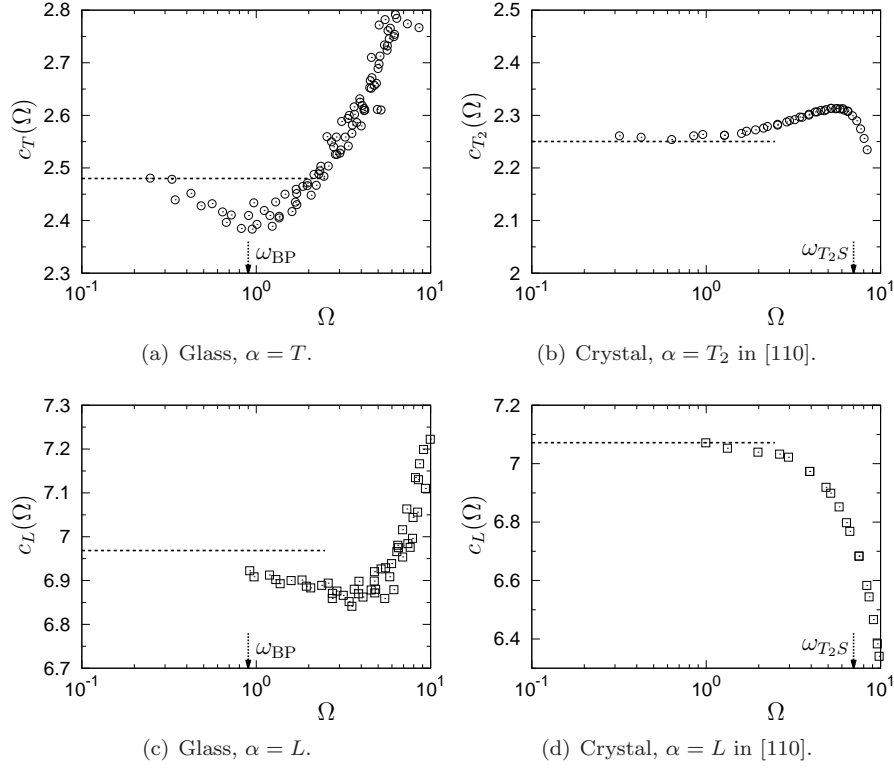 2.8
2.7
2.6
2.5
2.4
2.3
c_T(Ω)
ω_BP
10^-1 10^0 10^1
Ω
(a) Glass, α = T.
2.5
2.4
2.3
2.2
2.1
2
c_{T_2}(Ω)
ω_{T_2S}
10^-1 10^0 10^1
Ω
(b) Crystal, α = T_2 in [110].
7.3
7.2
7.1
7
6.9
6.8
6.7
c_L(Ω)
ω_BP
10^-1 10^0 10^1
Ω
(c) Glass, α = L.
7.2
7
6.8
6.6
6.4
c_L(Ω)
ω_{T_2S}
10^-1 10^0 10^1
Ω
(d) Crystal, α = L in [110].